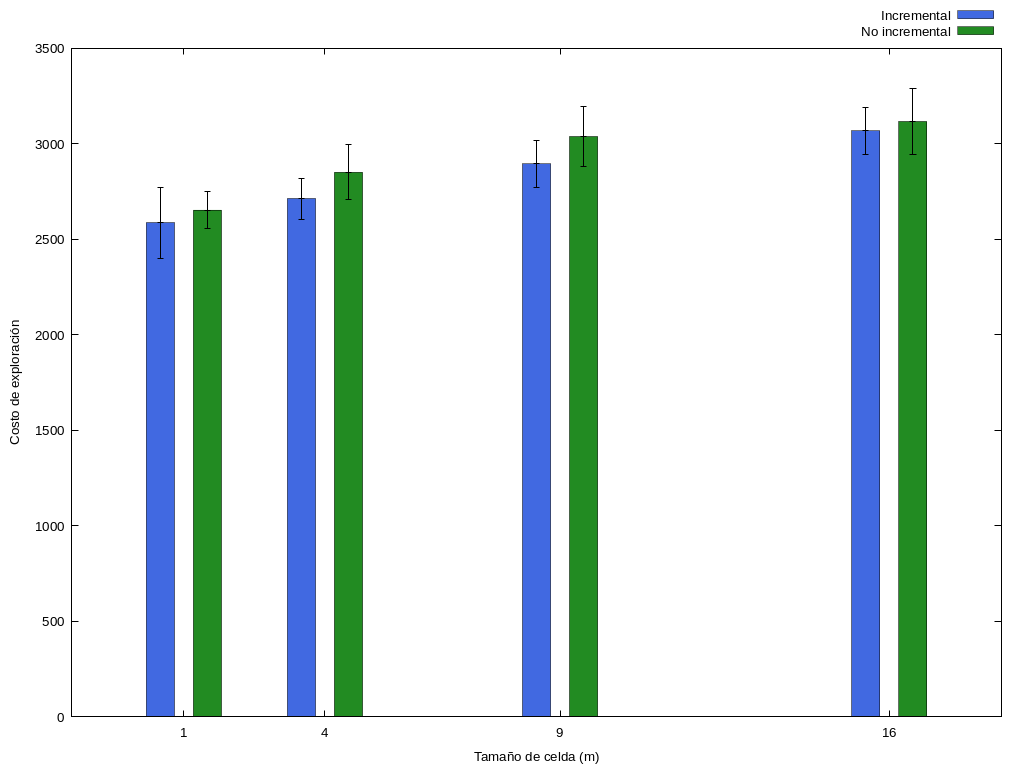 Incremental
No incremental
3500
3000
2500
2000
1500
1000
500
0
Costo de exploración
1 4 9 16
Tamaño de celda (m)